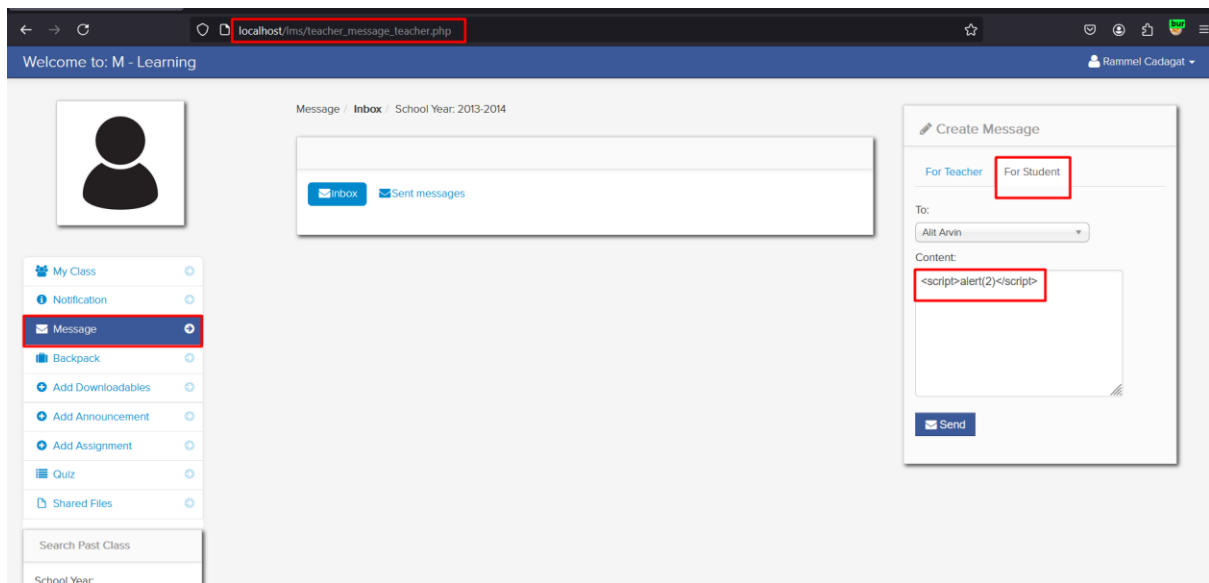 localhost/lms/teacher_message_teacher.php
bur
Welcome to: M - Learning
Rammel Cadagat
Message / Inbox / School Year: 2013-2014
Inbox
Sent messages
My Class
Notification
Message
Backpack
Add Downloadables
Add Announcement
Add Assignment
Quiz
Shared Files
Search Past Class
School Year:
Create Message
For Teacher
For Student
To:
Alit Arvin
Content:
<script>alert(2)</script>
Send